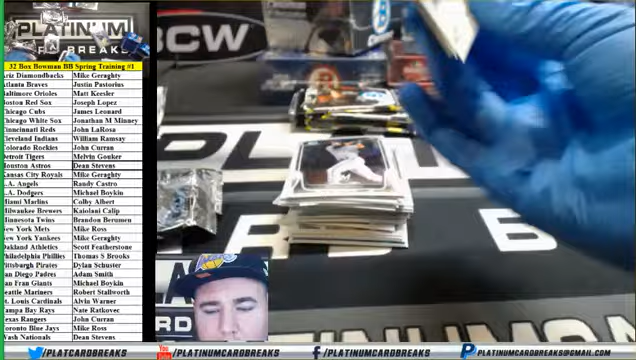 PLATINUM
RD BREAKS
32 Box Bowman BB Spring Training #1
Ariz Diamondbacks Mike Geraghty
Atlanta Braves Justin Pastorius
Baltimore Orioles Matt Keesler
Boston Red Sox Joseph Lopez
Chicago Cubs James Leonard
Chicago White Sox Jonathan M Minney
Cincinnett Reds John LaRosa
Cleveland Indians William Ramsay
Colorado Rockies John Curran
Detroit Tigers Melvin Gouker
Houston Astros Dean Stevens
Kansas City Royals Mike Geraghty
L.A. Angels Randy Castro
L.A. Dodgers Michael Boykin
Miami Marlins Colby Albert
Milwaukee Brewers Kaiolani Calip
Minnesota Twins Brandon Berumen
New York Mets Mike Ross
New York Yankees Mike Geraghty
Oakland Athletics Scott Featherstone
Philadelphia Phillies Thomas S Brooks
Pittsburgh Pirates Dylan Schuster
San Diego Padres Adam Smith
San Fran Giants Michael Boykin
Seattle Mariners Robert Stallworth
St. Louis Cardinals Alvin Warner
Tampa Bay Rays Nate Ratkovec
Texas Rangers John Curran
Toronto Blue Jays Mike Ross
Wash Nationals Dean Stevens
BCW
/PLATCARDBREAKS
/PLATINUMCARDBREAKS
/PLATINUMCARDBREAKS
PLATINUMCARDBREAKS@GMAIL.COM